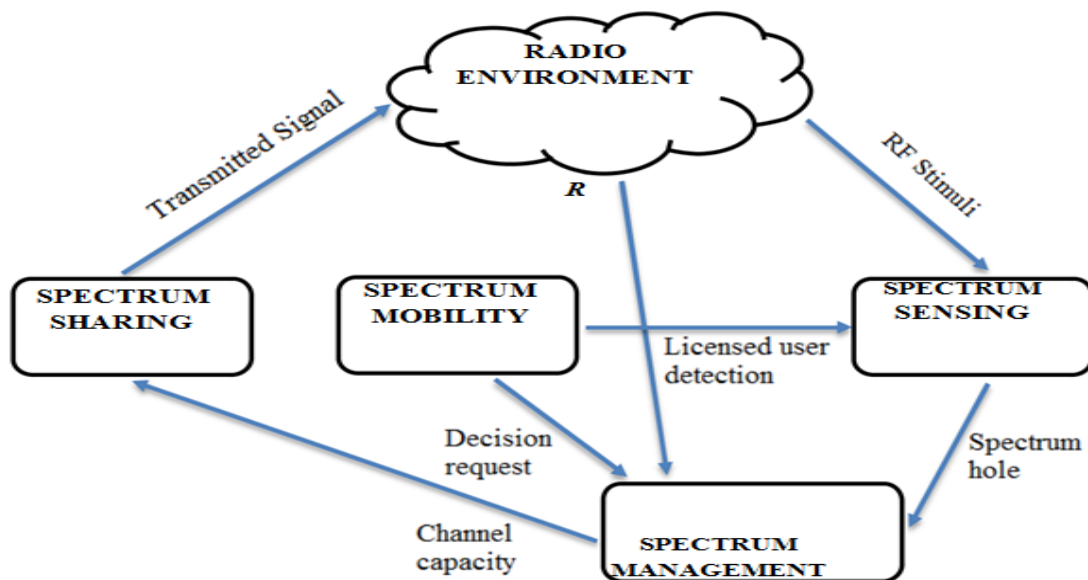 RADIO
ENVIRONMENT
Transmitted Signal
RF Stimuli
R
SPECTRUM
SHARING
SPECTRUM
MOBILITY
SPECTRUM
SENSING
Licensed user
detection
Decision
request
Spectrum
hole
Channel
capacity
SPECTRUM
MANAGEMENT